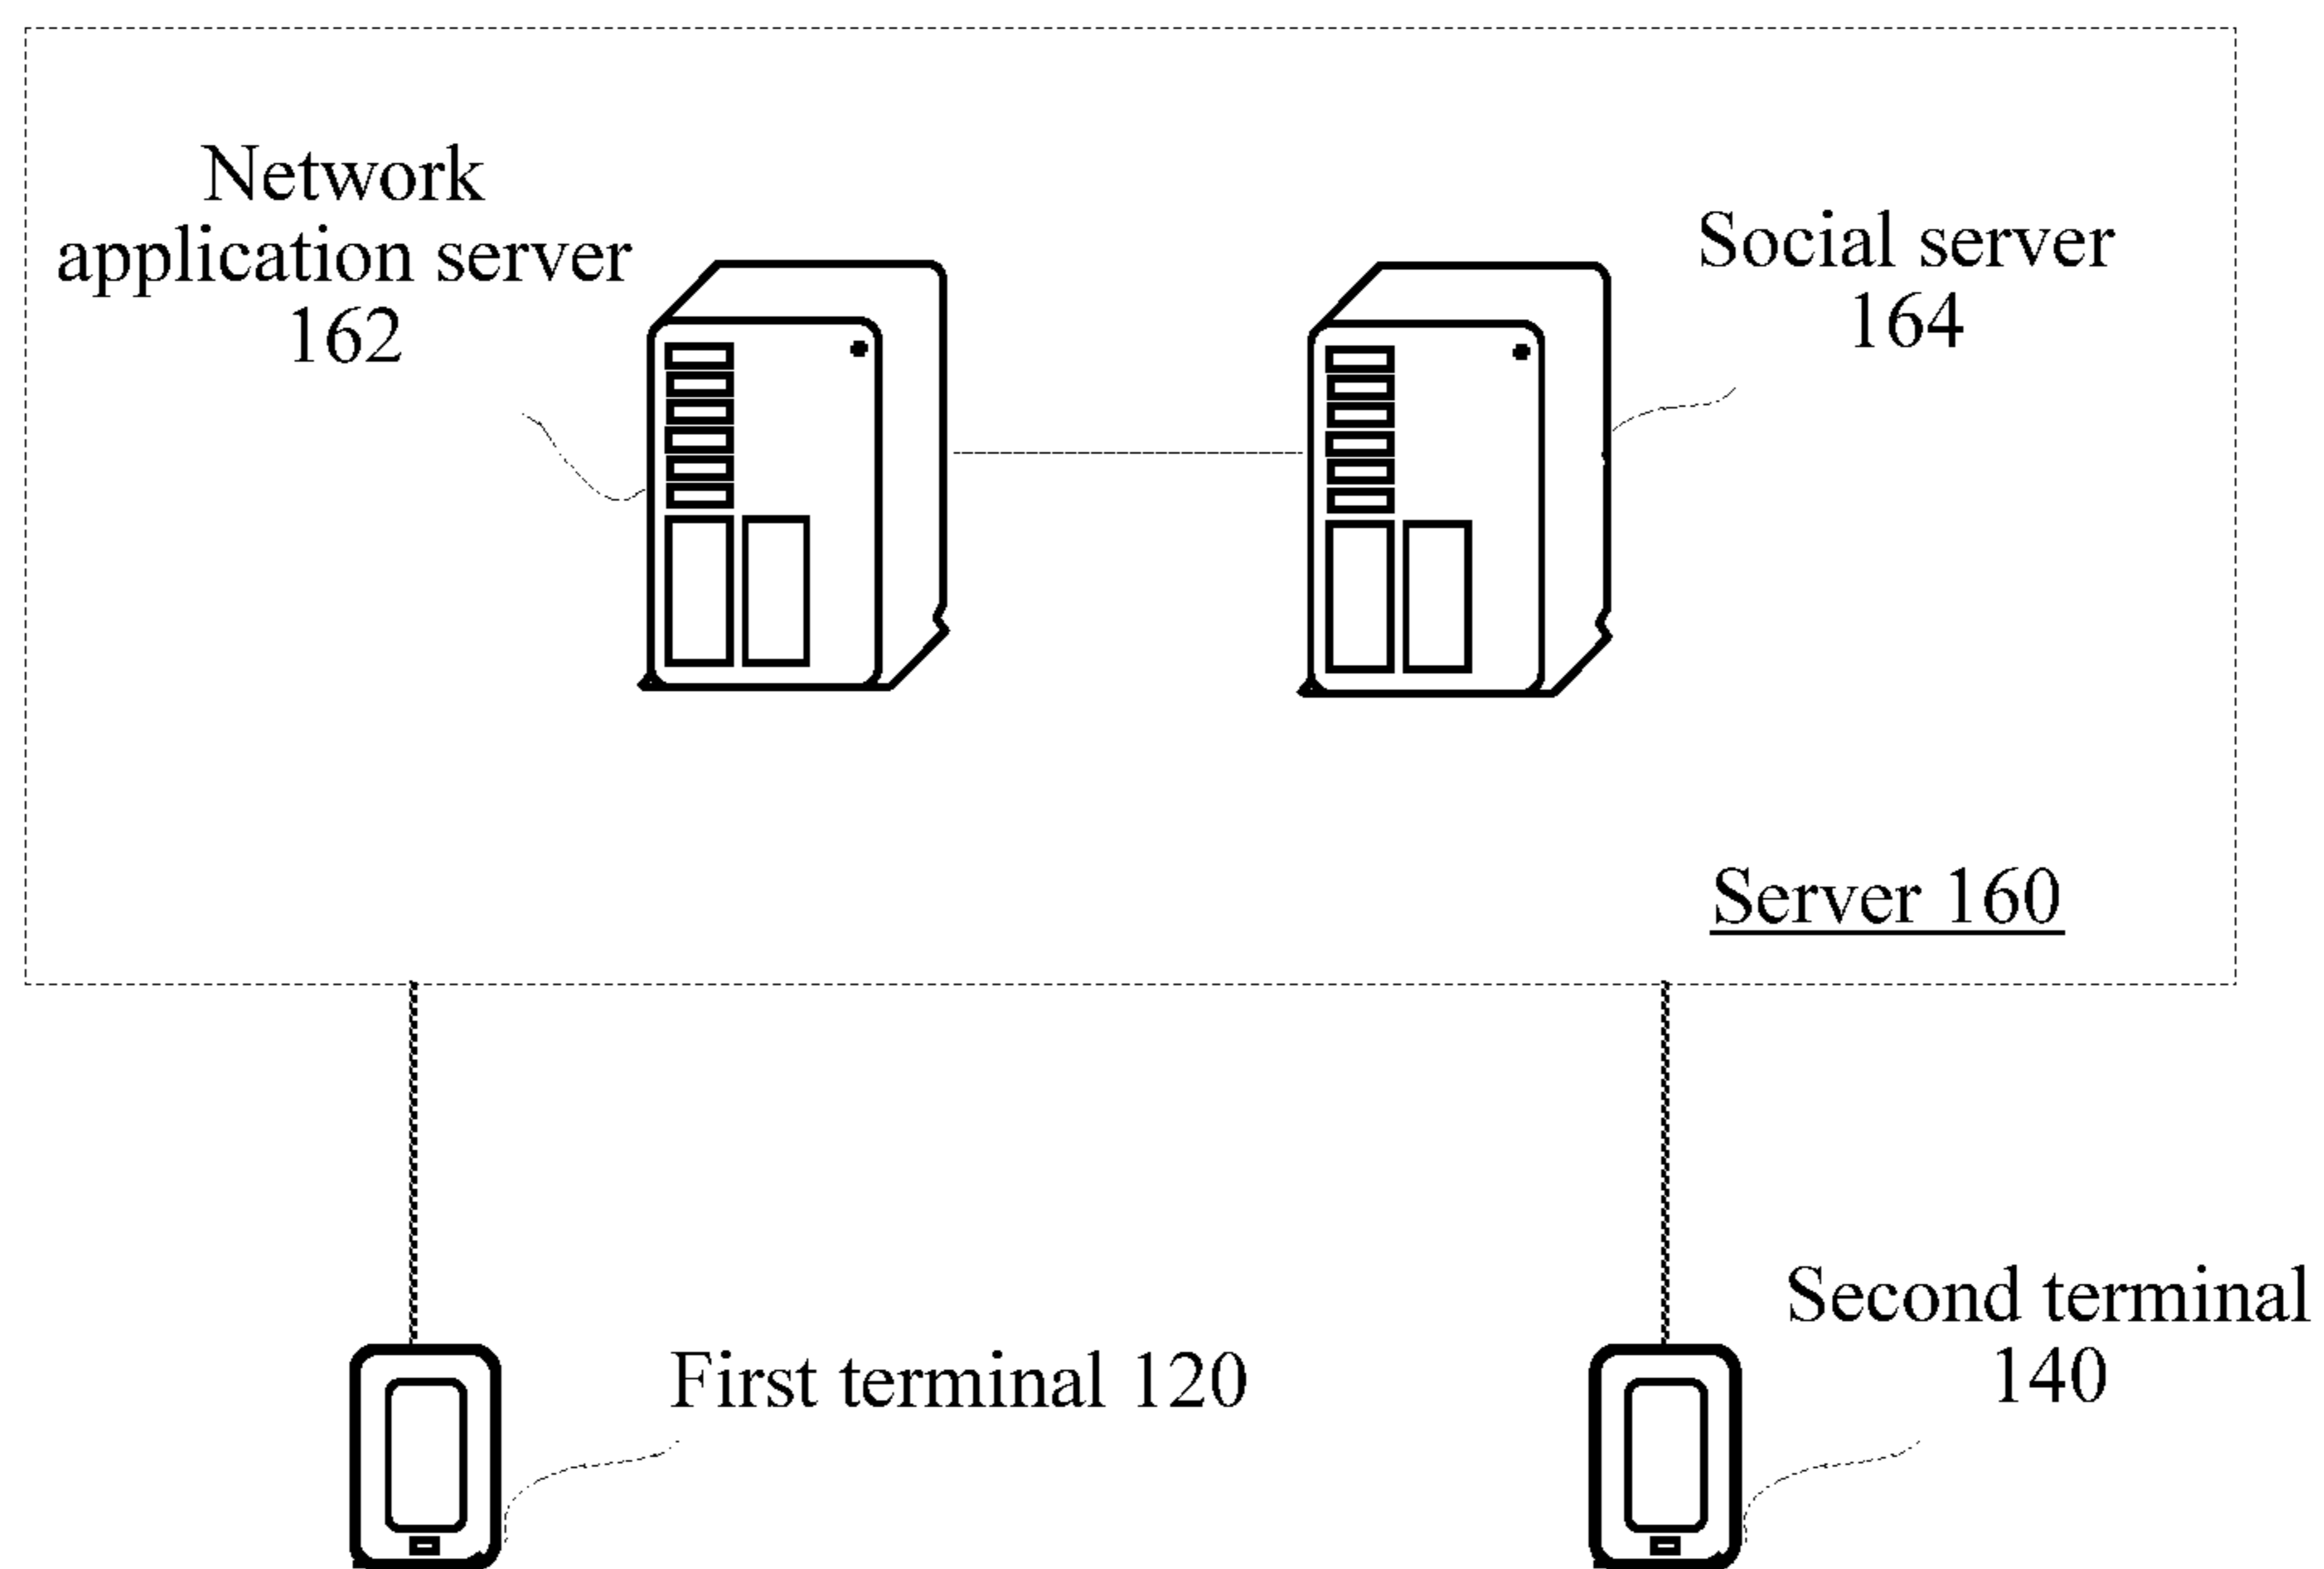 Network
application server
162
Social server
164
Server 160
First terminal 120
Second terminal
140